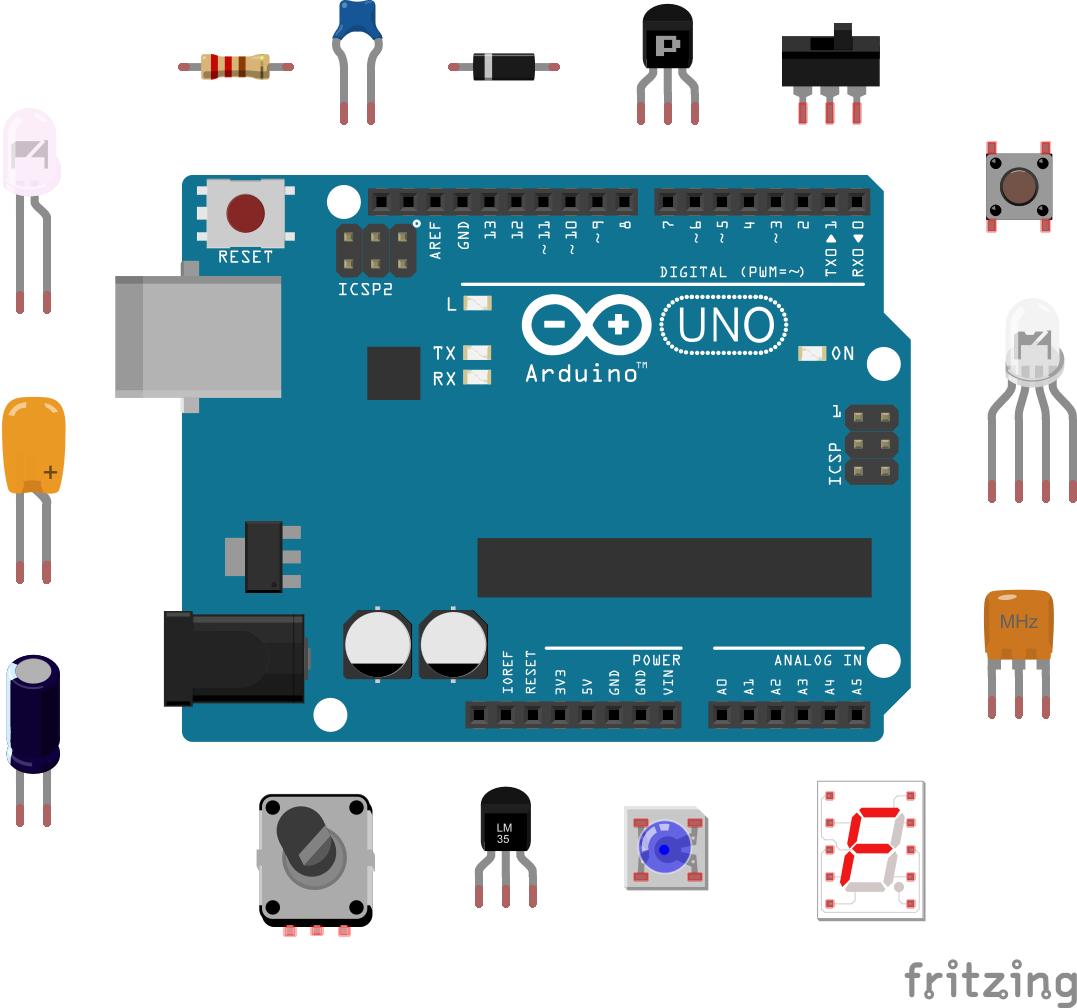 P
RESET
ICSP2
AREF
GND
13
12
~11
~10
~9
8
7
~6
~5
4
~3
2
TX0▶1
RX0◀0
DIGITAL (PWM=~)
L
TX
RX
UNO
Arduino™
ON
1
ICSP
MHz
IOREF
RESET
3V3
5V
GND
GND
VIN
POWER
ANALOG IN
A0
A1
A2
A3
A4
A5
LM
35
fritzing